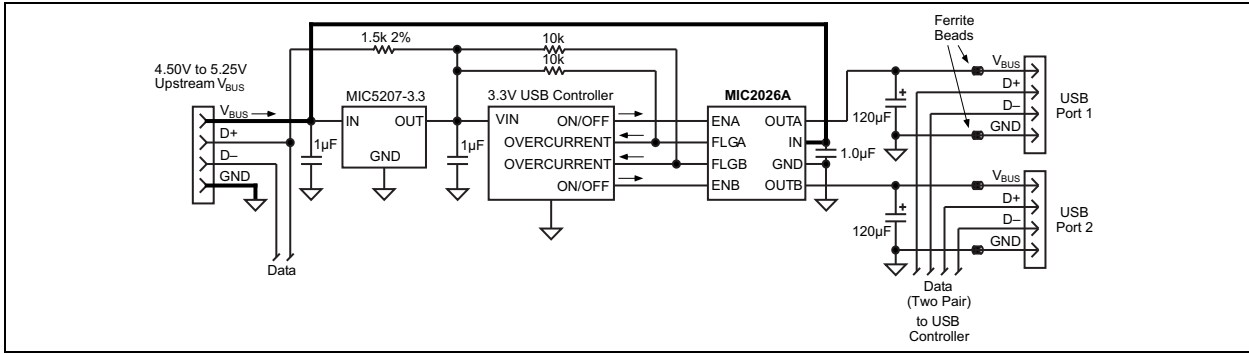 Ferrite
Beads
1.5k 2%
10k
10k
4.50V to 5.25V
Upstream VBUS
VBUS
D+
D–
GND
Data
MIC5207-3.3
IN
OUT
GND
1µF
1µF
3.3V USB Controller
VIN
ON/OFF
OVERCURRENT
OVERCURRENT
ON/OFF
MIC2026A
ENA
OUTA
FLGA
IN
FLGB
GND
ENB
OUTB
1.0µF
+
120µF
+
120µF
VBUS
D+
D–
GND
USB
Port 1
VBUS
D+
D–
GND
USB
Port 2
Data
(Two Pair)
to USB
Controller